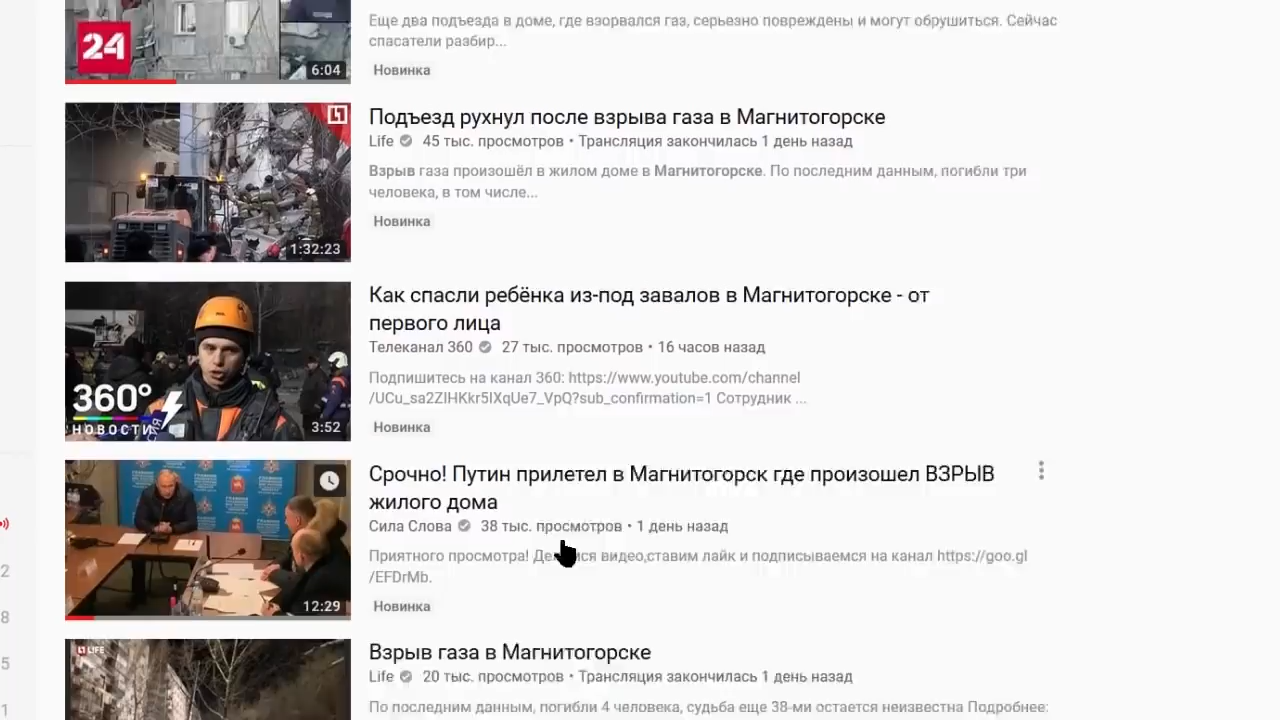 Еще два подъезда в доме, где взорвался газ, серьезно повреждены и могут обрушиться. Сейчас
спасатели разбир...
24
6:04
Новинка
Подъезд рухнул после взрыва газа в Магнитогорске
Life 45 тыс. просмотров • Трансляция закончилась 1 день назад
Взрыв газа произошёл в жилом доме в Магнитогорске. По последним данным, погибли три
человека, в том числе...
1:32:23
Новинка
Как спасли ребёнка из-под завалов в Магнитогорске - от
первого лица
Телеканал 360 27 тыс. просмотров • 16 часов назад
Подпишитесь на канал 360: https://www.youtube.com/channel
/UCu_sa2ZIHKkr5IXqUe7_VpQ?sub_confirmation=1 Сотрудник ...
360°
НОВОСТИ
3:52
Новинка
Срочно! Путин прилетел в Магнитогорск где произошел ВЗРЫВ
жилого дома
Сила Слова 38 тыс. просмотров • 1 день назад
Приятного просмотра! видео,ставим лайк и подписываемся на канал https://goo.gl
/EFDrMb.
12:29
Новинка
2
8
5
1
Взрыв газа в Магнитогорске
LIFE
Life 20 тыс. просмотров • Трансляция закончилась 1 день назад
По последним данным, погибли 4 человека, судьба еще 38-ми остается неизвестна Подробнее: